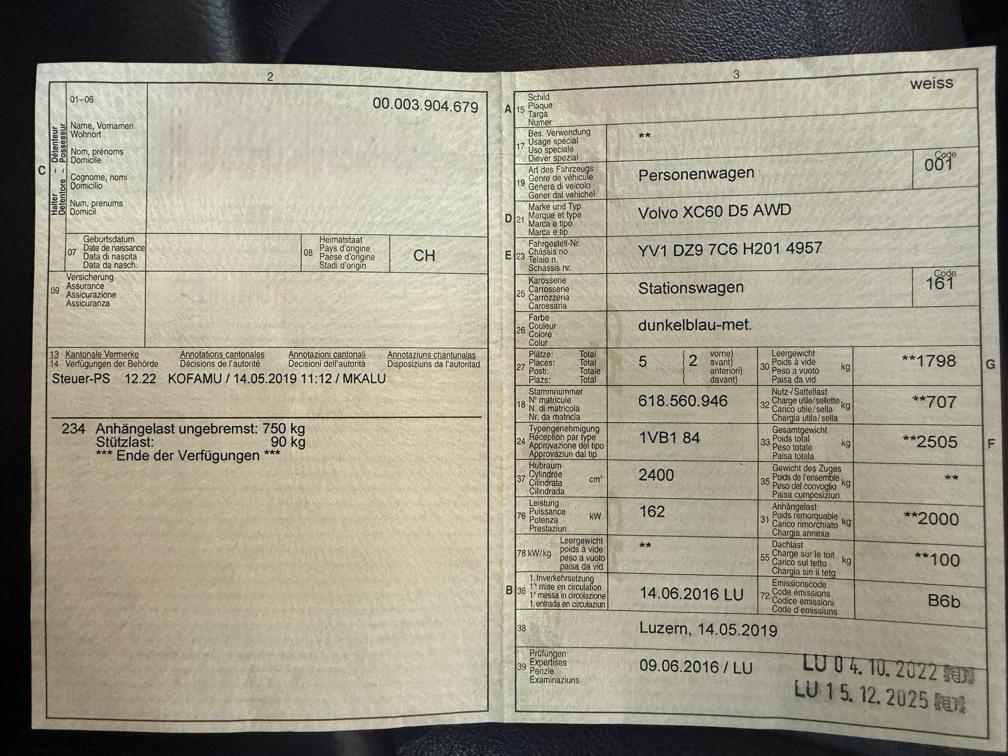 2
01–06
00.003.904.679
C
Halter – Détenteur
Detentore – Possessur
Name, Vornamen
Wohnort
Nom, prénoms
Domicile
Cognome, nomi
Domicilio
Num, prenums
Domicil
07
Geburtsdatum
Date de naissance
Data di nascita
Data da nasch.
08
Heimatstaat
Pays d'origine
Paese d'origine
Stadi d'origin
CH
09
Versicherung
Assurance
Assicurazione
Assicuranza
13 Kantonale Vermerke Annotations cantonales Annotazioni cantonali Annotaziuns chantunalas
14 Verfügungen der Behörde Décisions de l'autorité Decisioni dell'autorità Disposiziuns da l'autoritad
Steuer-PS 12.22 KOFAMU / 14.05.2019 11:12 / MKALU
234 Anhängelast ungebremst: 750 kg
Stützlast: 90 kg
*** Ende der Verfügungen ***
3
A 15
Schild
Plaque
Targa
Numer
weiss
17
Bes. Verwendung
Usage spécial
Uso speciale
Diever spezial
**
19
Art des Fahrzeugs
Genre de véhicule
Genere di veicolo
Gener dal vehichel
Personenwagen
Code
001
D 21
Marke und Typ
Marque et type
Marca e tipo
Marca e tip
Volvo XC60 D5 AWD
E 23
Fahrgestell-Nr.
Châssis no
Telaio n.
Schassis nr.
YV1 DZ9 7C6 H201 4957
25
Karosserie
Carrosserie
Carrozzeria
Carossaria
Stationswagen
Code
161
26
Farbe
Couleur
Colore
Colur
dunkelblau-met.
27
Plätze: Total
Places: Total
Posti: Totale
Plazs: Total
5
( 2
vorne)
avant)
anteriori)
davant)
30
Leergewicht
Poids à vide
Peso a vuoto
Paisa da vid
kg
**1798
G
18
Stammnummer
N° matricule
N. di matricola
Nr. da matricla
618.560.946
32
Nutz-/Sattellast
Charge utile/sellette
Carico utile/sella
Chargia utila/sella
kg
**707
24
Typengenehmigung
Réception par type
Approvazione del tipo
Approvaziun dal tip
1VB1 84
33
Gesamtgewicht
Poids total
Peso totale
Paisa totala
kg
**2505
F
37
Hubraum
Cylindrée
Cilindrata
Cilindrada
cm³
2400
35
Gewicht des Zuges
Poids de l'ensemble
Peso del convoglio
Paisa cumposiziun
kg
**
76
Leistung
Puissance
Potenza
Prestaziun
kW
162
31
Anhängelast
Poids remorquable
Carico rimorchiato
Chargia annexa
kg
**2000
78 kW/kg
Leergewicht
poids à vide
peso a vuoto
paisa da vid
**
55
Dachlast
Charge sur le toit
Carico sul tetto
Chargia sin il tetg
kg
**100
B 36
1. Inverkehrsetzung
1re mise en circulation
1a messa in circolazione
1. entrada en circulaziun
14.06.2016 LU
72
Emissionscode
Code émissions
Codice emissioni
Code d'emissiuns
B6b
38
Luzern, 14.05.2019
39
Prüfungen
Expertises
Perizie
Examinaziuns
09.06.2016 / LU
LU 0 4. 10. 2022
LU 1 5. 12. 2025